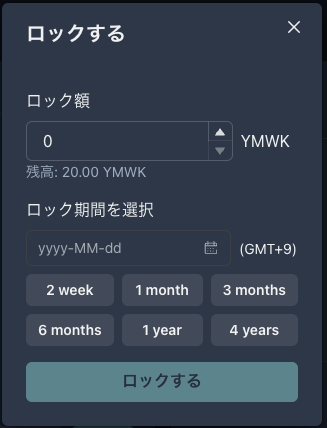 ロックする
ロック額
0 YMWK
残高: 20.00 YMWK
ロック期間を選択
yyyy-MM-dd (GMT+9)
2 week 1 month 3 months
6 months 1 year 4 years
ロックする